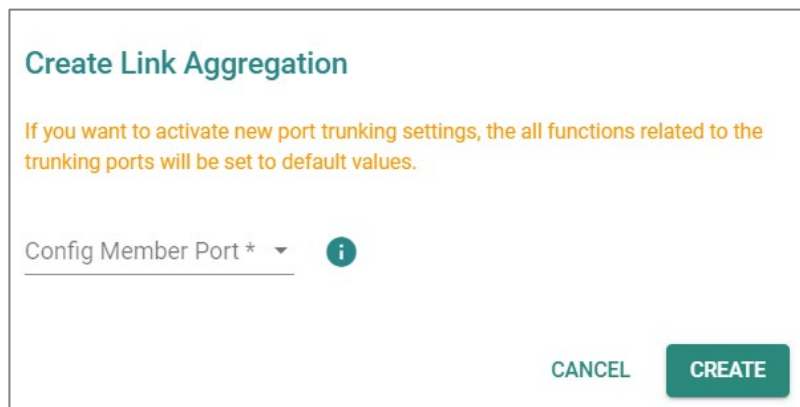 Create Link Aggregation
If you want to activate new port trunking settings, the all functions related to the
trunking ports will be set to default values.
Config Member Port *
CANCEL
CREATE